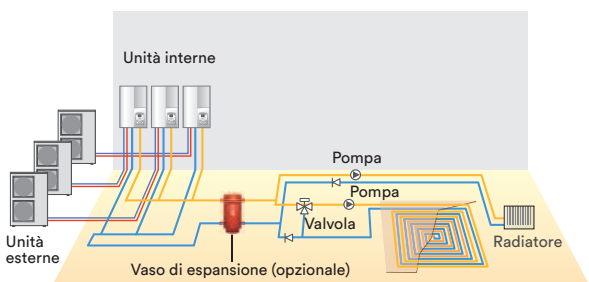 Unità interne
Pompa
Pompa
Valvola
Unità
esterne
Radiatore
Vaso di espansione (opzionale)